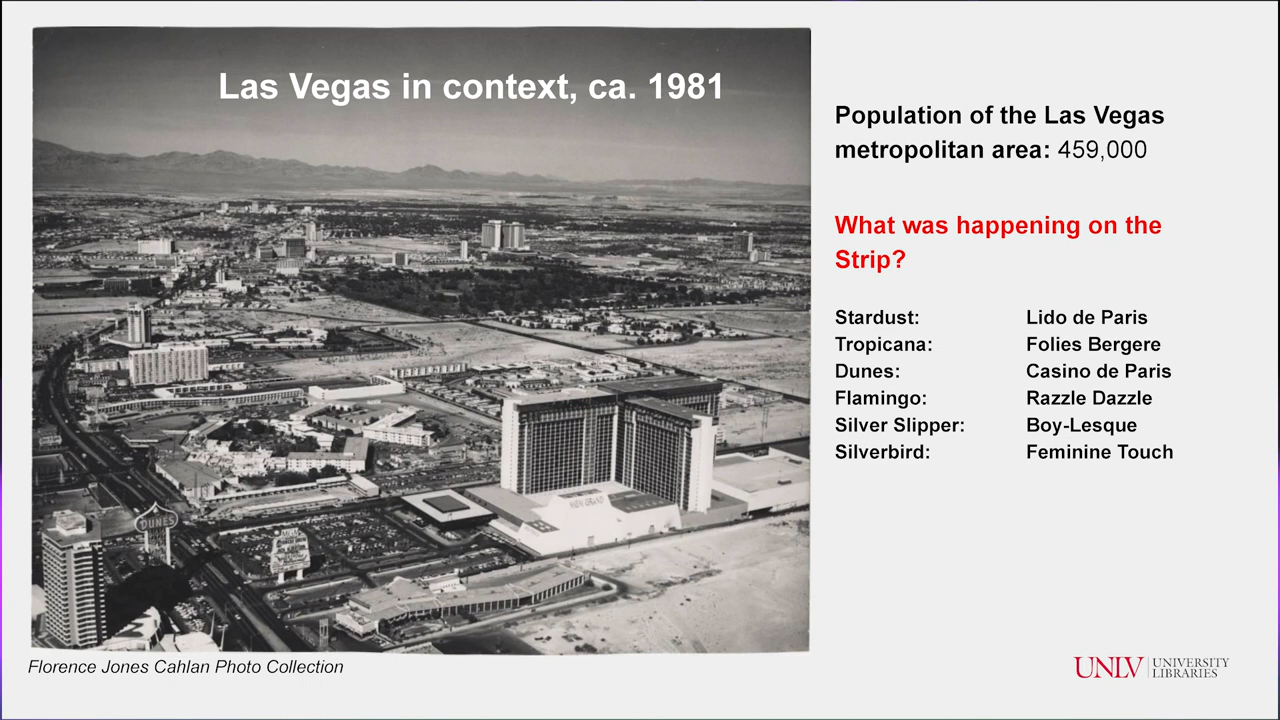 Las Vegas in context, ca. 1981
Population of the Las Vegas
metropolitan area: 459,000
What was happening on the
Strip?
Stardust: Lido de Paris
Tropicana: Folies Bergere
Dunes: Casino de Paris
Flamingo: Razzle Dazzle
Silver Slipper: Boy-Lesque
Silverbird: Feminine Touch
DUNES
MGM GRAND
Florence Jones Cahlan Photo Collection
UNLV UNIVERSITY
LIBRARIES